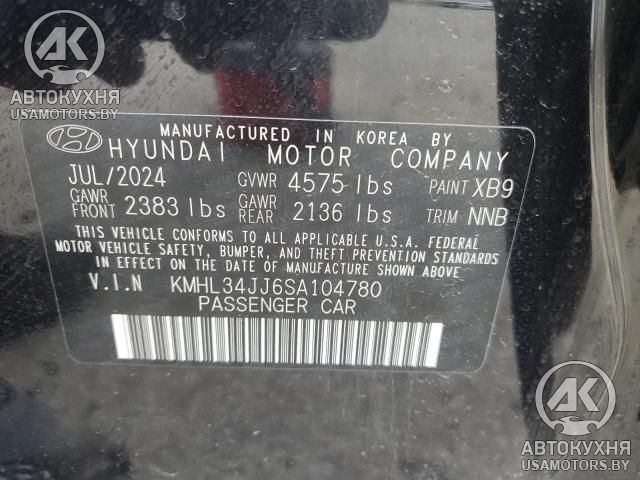 AK
АВТОКУХНЯ
USAMOTORS.BY
MANUFACTURED IN KOREA BY
HYUNDAI MOTOR COMPANY
JUL/2024 GVWR 4575 lbs PAINT XB9
GAWR FRONT 2383 lbs GAWR REAR 2136 lbs TRIM NNB
THIS VEHICLE CONFORMS TO ALL APPLICABLE U.S.A. FEDERAL
MOTOR VEHICLE SAFETY, BUMPER, AND THEFT PREVENTION STANDARDS
IN EFFECT ON THE DATE OF MANUFACTURE SHOWN ABOVE.
V.I.N KMHL34JJ6SA104780
PASSENGER CAR
AK
АВТОКУХНЯ
USAMOTORS.BY